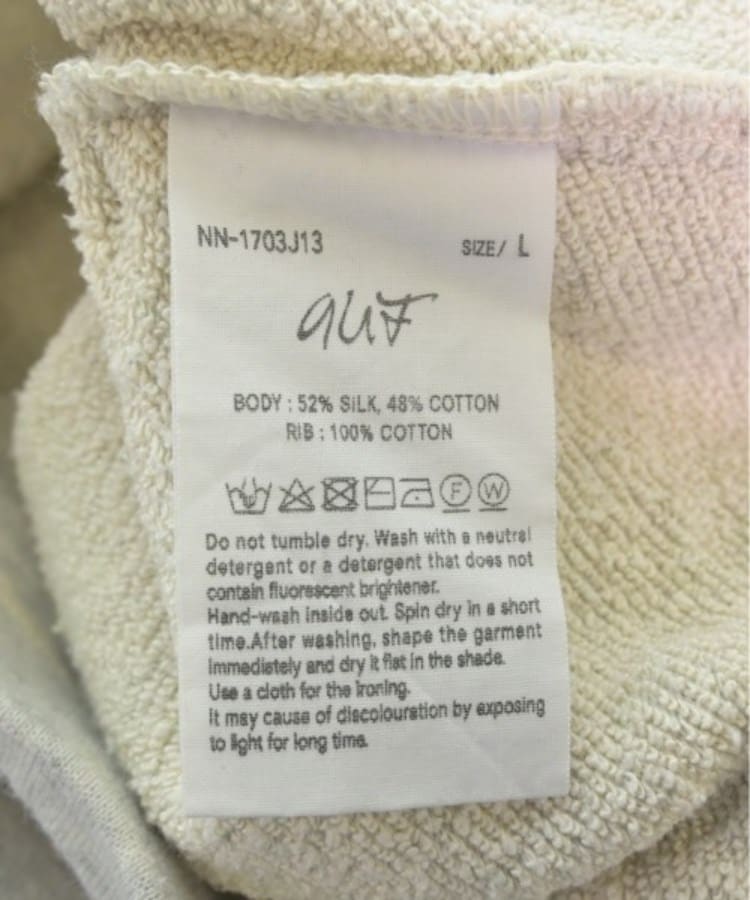 NN-1703J13 SIZE/ L
BODY : 52% SILK, 48% COTTON
RIB : 100% COTTON
F W
Do not tumble dry. Wash with a neutral
detergent or a detergent that does not
contain fluorescent brightener.
Hand-wash inside out. Spin dry in a short
time.After washing, shape the garment
immediately and dry it flat in the shade.
Use a cloth for the ironing.
It may cause of discolouration by exposing
to light for long time.